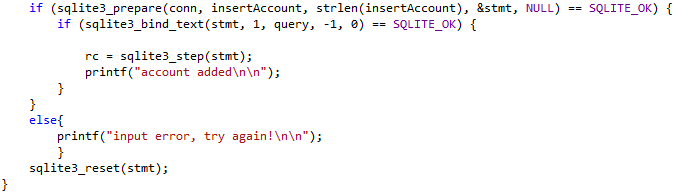 if (sqlite3_prepare(conn, insertAccount, strlen(insertAccount), &stmt, NULL) == SQLITE_OK) {
if (sqlite3_bind_text(stmt, 1, query, -1, 0) == SQLITE_OK) {
rc = sqlite3_step(stmt);
printf("account added\n\n");
}
}
else{
printf("input error, try again!\n\n");
}
sqlite3_reset(stmt);
}